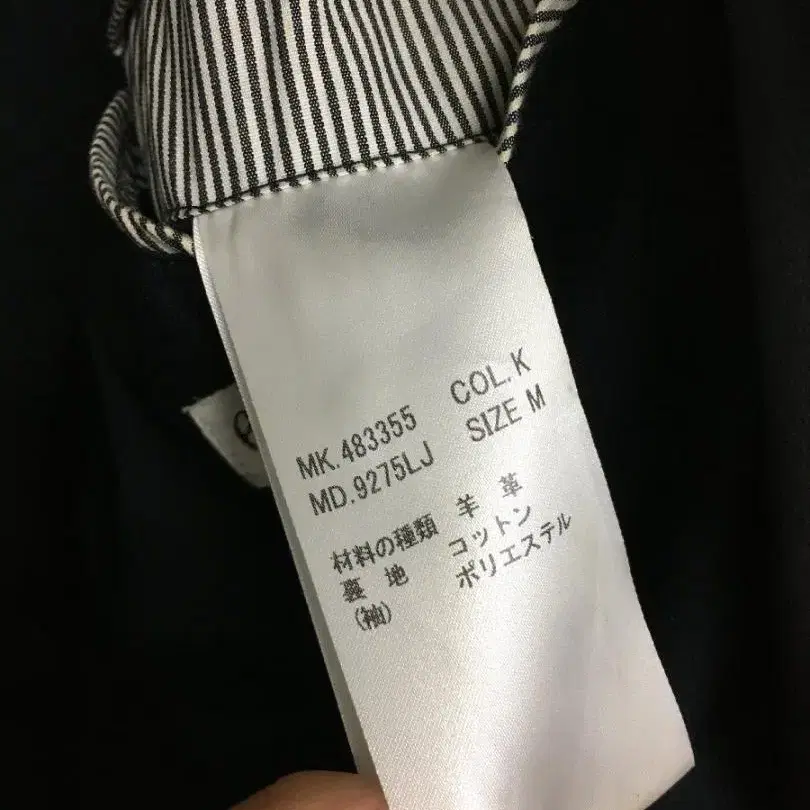 MK.483355 COL.K
MD.9275LJ SIZE M
材料の種類 羊 革
裏 地 コットン
(袖) ポリエステル